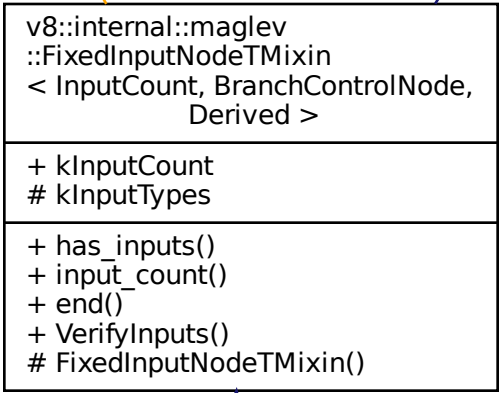 v8::internal::maglev
::FixedInputNodeTMixin
< InputCount, BranchControlNode,
Derived >
+ kInputCount
# kInputTypes
+ has_inputs()
+ input_count()
+ end()
+ VerifyInputs()
# FixedInputNodeTMixin()